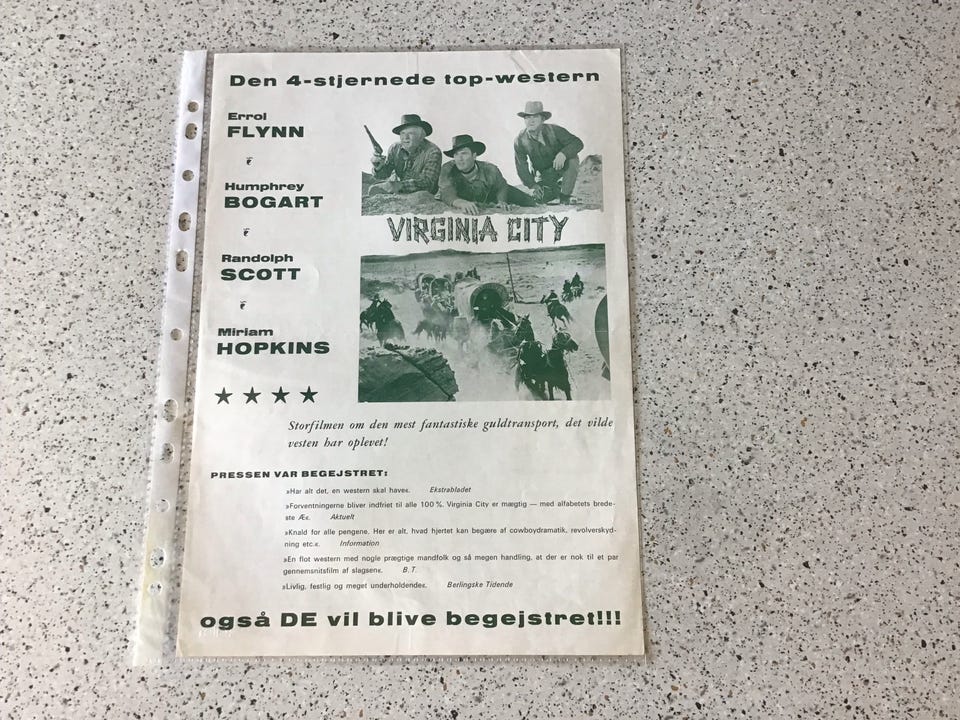 Den 4-stjernede top-western
Errol
FLYNN
Humphrey
BOGART
Randolph
SCOTT
Miriam
HOPKINS
VIRGINIA CITY
★ ★ ★ ★
Storfilmen om den mest fantastiske guldtransport, det vilde
vesten har oplevet!
PRESSEN VAR BEGEJSTRET:
»Har alt det, en western skal have«. Ekstrabladet
»Forventningerne bliver indfriet til alle 100 %. Virginia City er mægtig — med alfabetets brede-
ste Æ«. Aktuelt
»Knald for alle pengene. Her er alt, hvad hjertet kan begære af cowboydramatik, revolverskyd-
ning etc.«. Information
»En flot western med nogle prægtige mandfolk og så megen handling, at der er nok til et par
gennemsnitsfilm af slagsen«. B. T.
»Livlig, festlig og meget underholdende«. Berlingske Tidende
også DE vil blive begejstret!!!